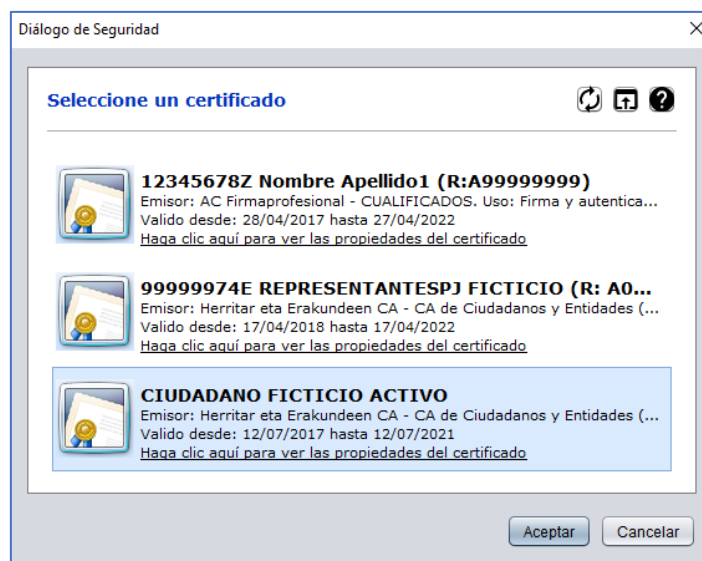 Diálogo de Seguridad
Seleccione un certificado
12345678Z Nombre Apellido1 (R:A99999999)
Emisor: AC Firmaprofesional - CUALIFICADOS. Uso: Firma y autentica...
Valido desde: 28/04/2017 hasta 27/04/2022
Haga clic aquí para ver las propiedades del certificado
99999974E REPRESENTANTESPJ FICTICIO (R: A0...
Emisor: Herritar eta Erakundeen CA - CA de Ciudadanos y Entidades (...
Valido desde: 17/04/2018 hasta 17/04/2022
Haga clic aquí para ver las propiedades del certificado
CIUDADANO FICTICIO ACTIVO
Emisor: Herritar eta Erakundeen CA - CA de Ciudadanos y Entidades (...
Valido desde: 12/07/2017 hasta 12/07/2021
Haga clic aquí para ver las propiedades del certificado
Aceptar Cancelar